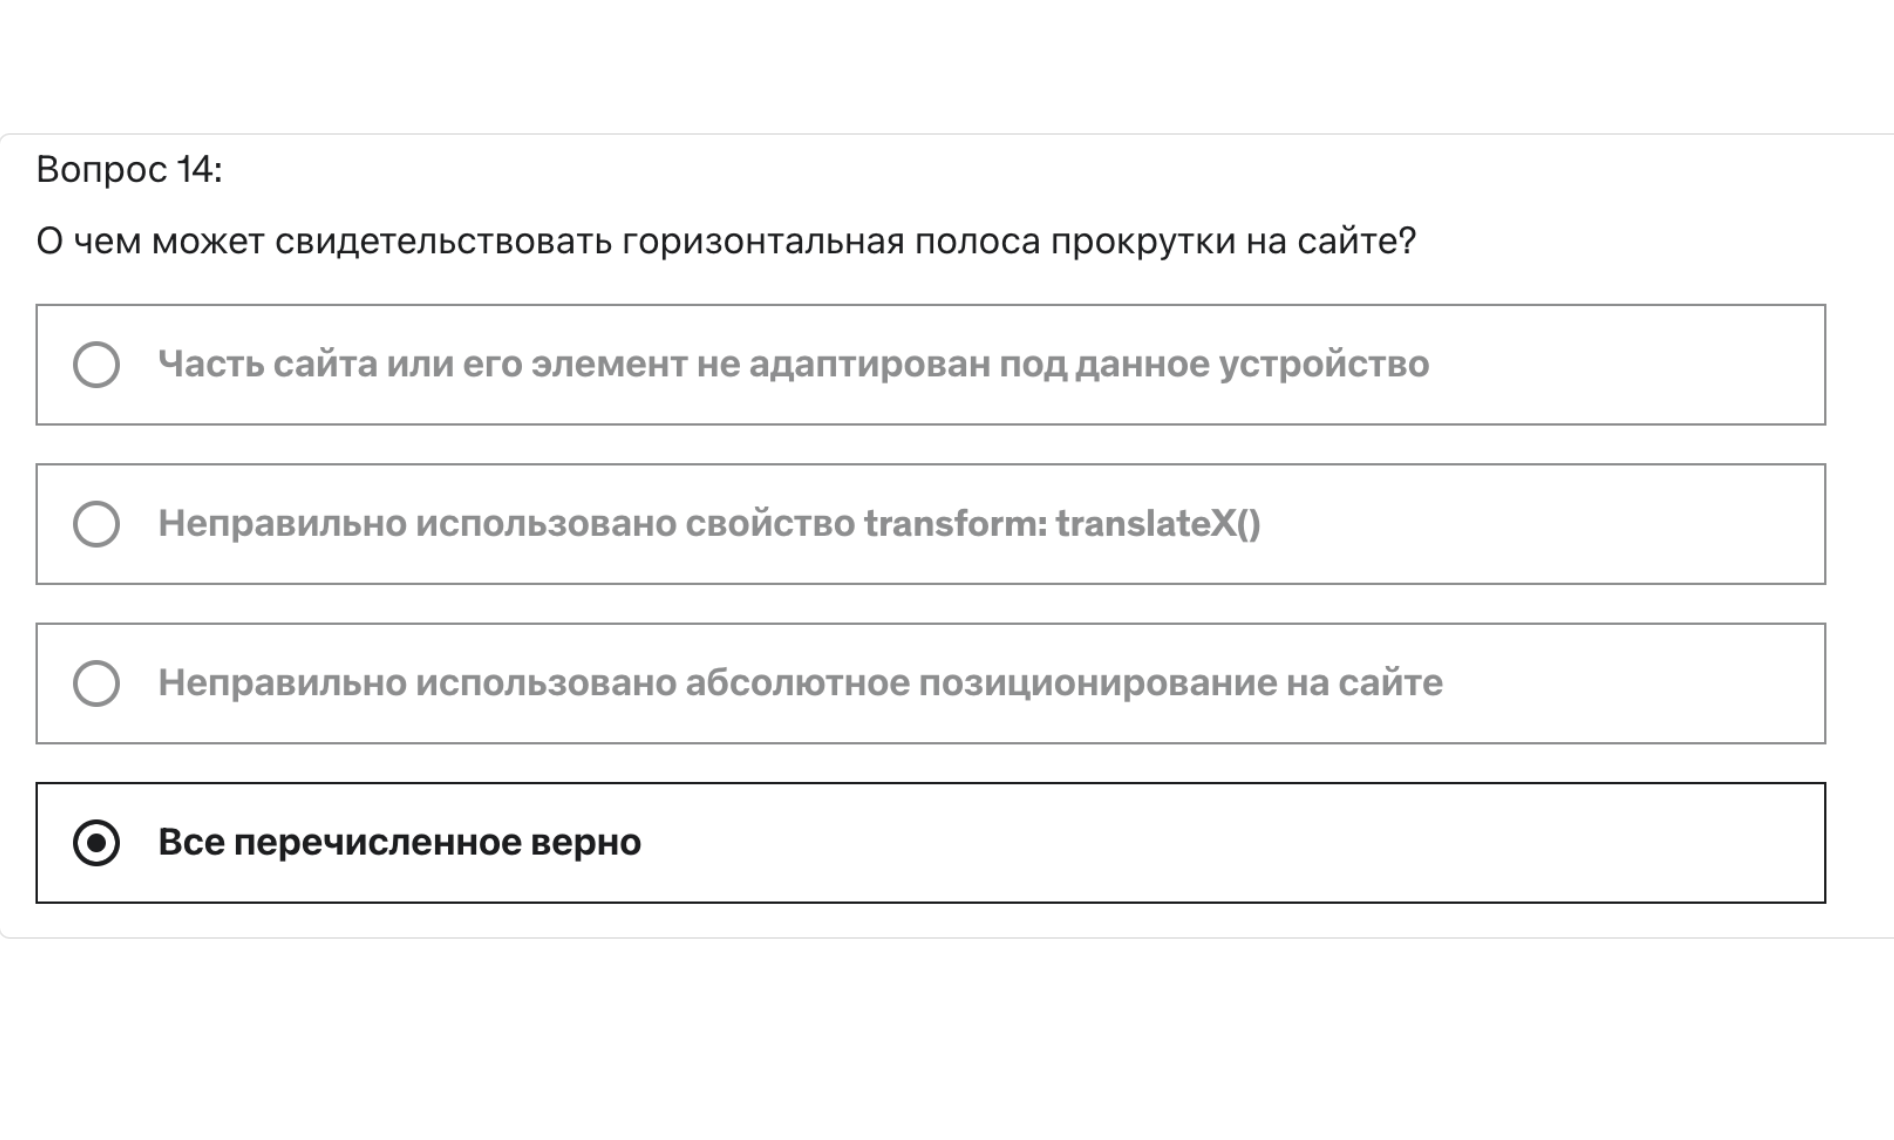 Вопрос 14:
О чем может свидетельствовать горизонтальная полоса прокрутки на сайте?
Часть сайта или его элемент не адаптирован под данное устройство
Неправильно использовано свойство transform: translateX()
Неправильно использовано абсолютное позиционирование на сайте
Все перечисленное верно